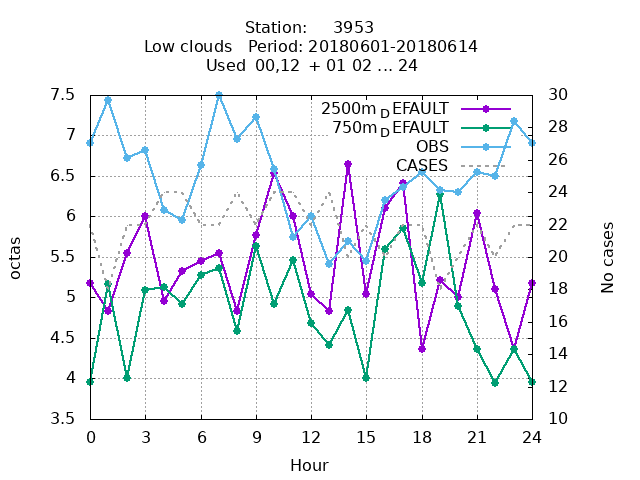 Station: 3953
Low clouds Period: 20180601-20180614
Used 00,12 + 01 02 ... 24
7.5
7
6.5
6
5.5
5
4.5
4
3.5
30
28
26
24
22
20
18
16
14
12
10
2500m_DEFAULT
750m_DEFAULT
OBS
CASES
octas
No cases
0 3 6 9 12 15 18 21 24
Hour